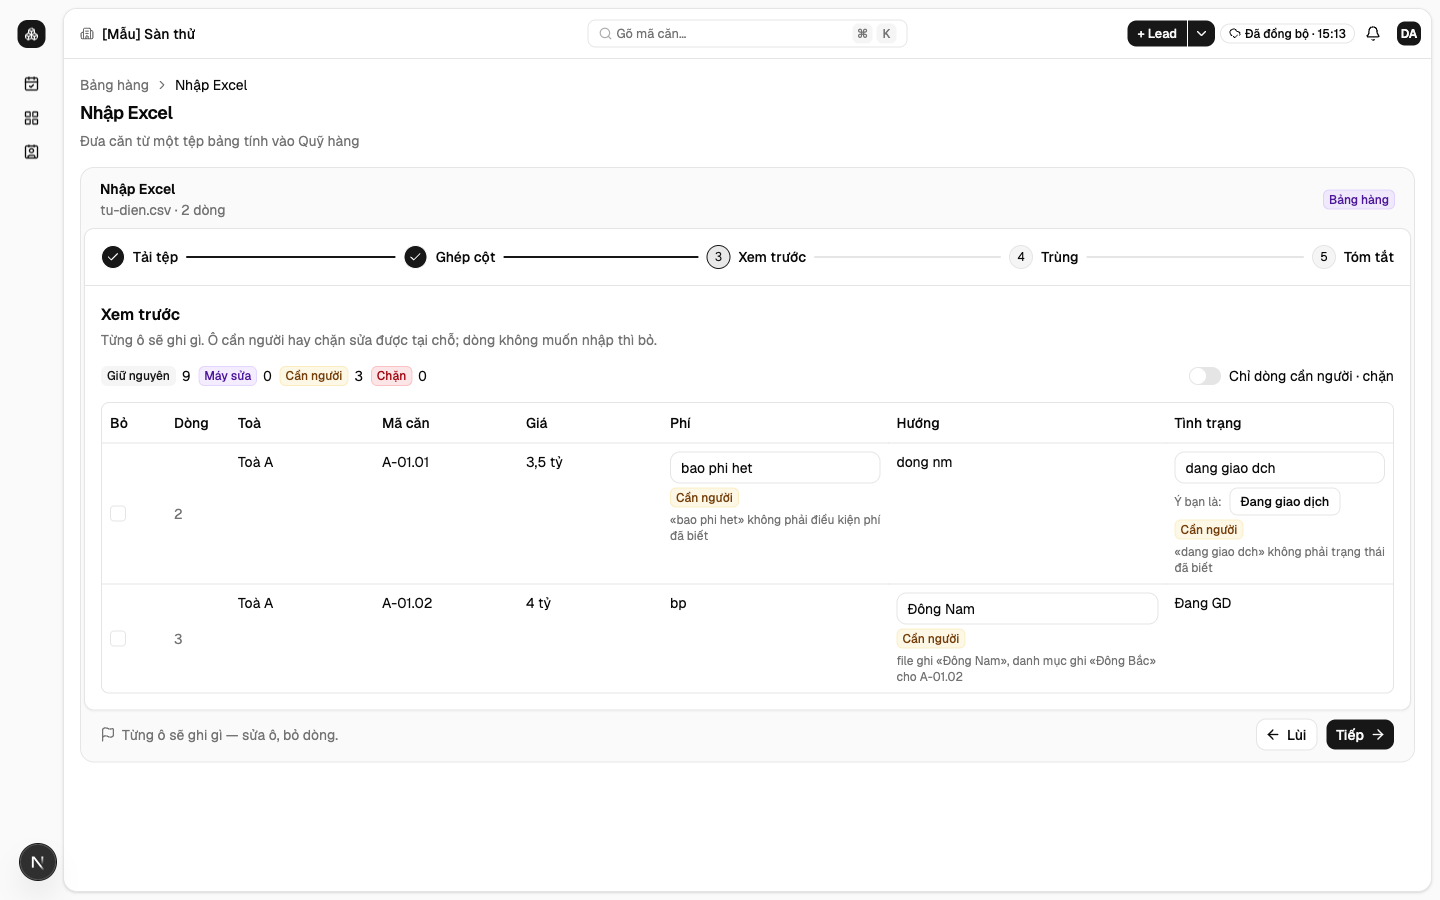 [Mẫu] Sàn thử
Gõ mã căn...
⌘ K
+ Lead
Đã đồng bộ · 15:13
DA
Bảng hàng > Nhập Excel
Nhập Excel
Đưa căn từ một tệp bảng tính vào Quỹ hàng
Nhập Excel
tu-dien.csv · 2 dòng
Bảng hàng
Tải tệp
Ghép cột
3 Xem trước
4 Trùng
5 Tóm tắt
Xem trước
Từng ô sẽ ghi gì. Ô cần người hay chặn sửa được tại chỗ; dòng không muốn nhập thì bỏ.
Giữ nguyên 9 Máy sửa 0 Cần người 3 Chặn 0
Chỉ dòng cần người · chặn
Bỏ Dòng Toà Mã căn Giá Phí Hướng Tình trạng
2 Toà A A-01.01 3,5 tỷ bao phi het dong nm dang giao dch
Ý bạn là: Đang giao dịch
Cần người
«bao phi het» không phải điều kiện phí
đã biết
Cần người
«dang giao dch» không phải trạng thái
đã biết
3 Toà A A-01.02 4 tỷ bp Đông Nam Đang GD
Cần người
file ghi «Đông Nam», danh mục ghi «Đông Bắc»
cho A-01.02
Từng ô sẽ ghi gì — sửa ô, bỏ dòng.
Lùi
Tiếp
N